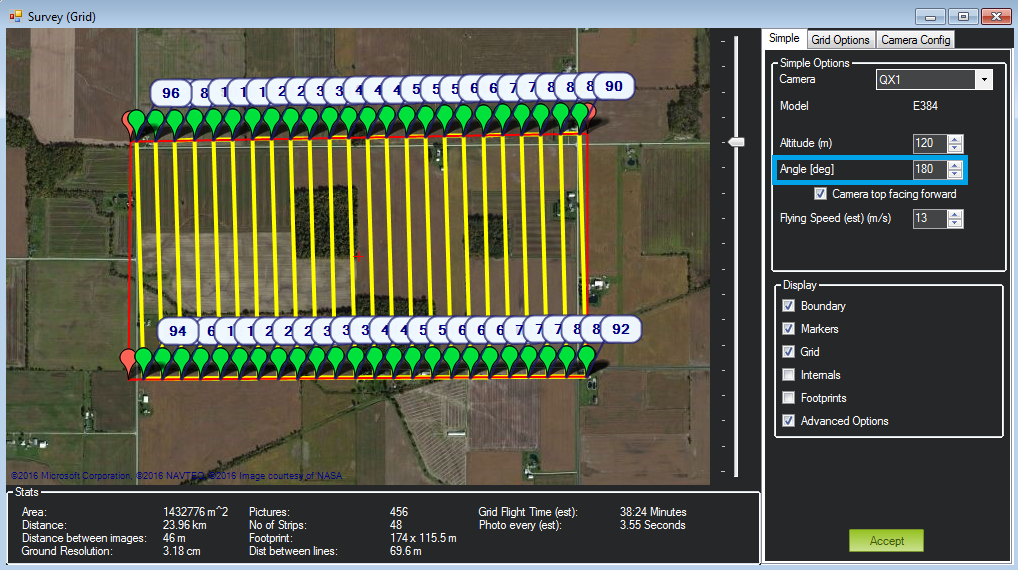 Survey (Grid)
Simple Grid Options Camera Config
Simple Options
Camera QX1
Model E384
Altitude (m) 120
Angle [deg] 180
Camera top facing forward
Flying Speed (est) (m/s) 13
Display
Boundary
Markers
Grid
Internals
Footprints
Advanced Options
Accept
96 8 1 1 1 2 2 3 3 4 4 4 5 5 6 6 7 8 8 8 90
94 6 1 1 2 2 2 3 3 3 4 4 5 5 6 6 6 7 7 7 8 8 92
©2016 Microsoft Corporation, ©2016 NAVTEQ, ©2016 Image courtesy of NASA
Stats
Area: 1432776 m^2 Pictures: 456 Grid Flight Time (est): 38:24 Minutes
Distance: 23.96 km No of Strips: 48 Photo every (est): 3.55 Seconds
Distance between images: 46 m Footprint: 174 x 115.5 m
Ground Resolution: 3.18 cm Dist between lines: 69.6 m